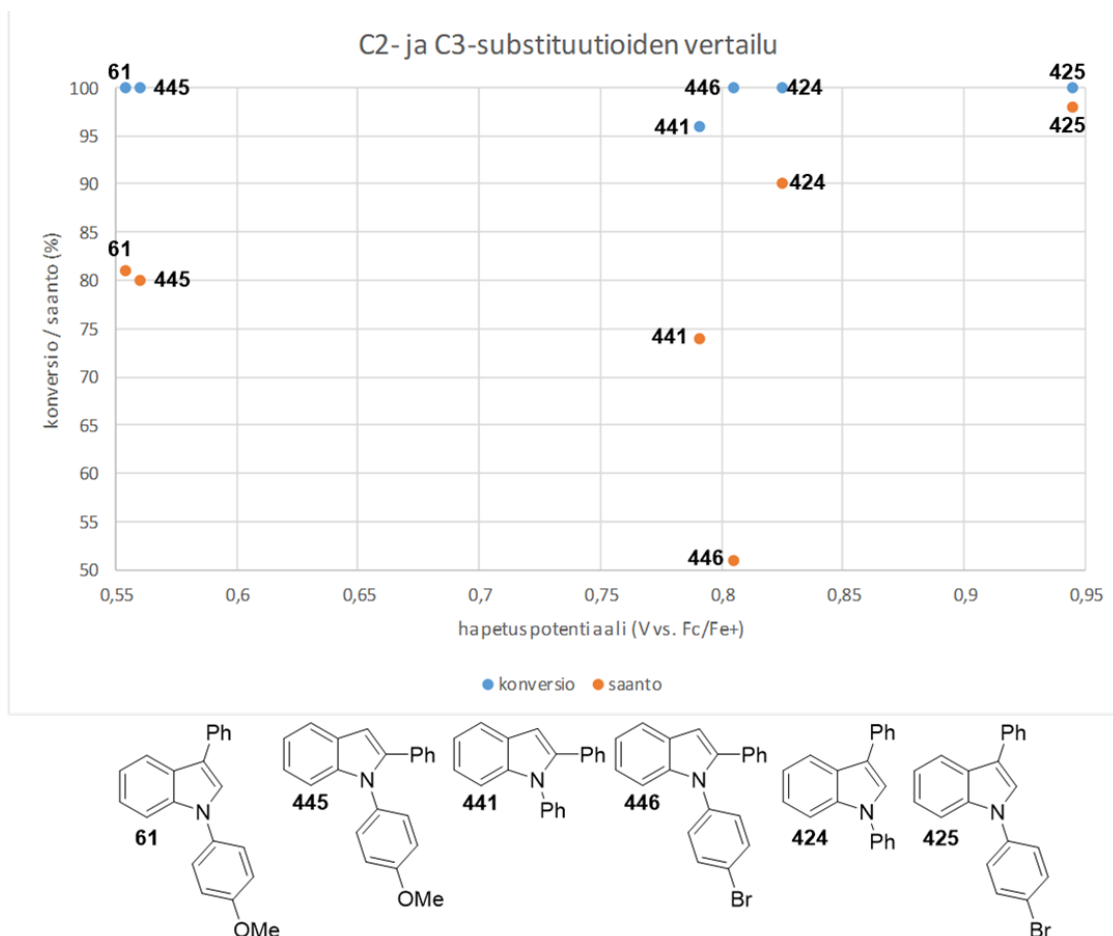 C2- ja C3-substituutioiden vertailu
61
445
446
424
425
441
425
424
61
445
441
446
konversio / saanto (%)
100
95
90
85
80
75
70
65
60
55
50
0,55 0,6 0,65 0,7 0,75 0,8 0,85 0,9 0,95
hapetuspotentiaali (V vs. Fc/Fe+)
konversio saanto
Ph
N
61
OMe
Ph
N
445
OMe
Ph
N
441
Ph
Ph
N
446
Br
Ph
N
424
Ph
Ph
N
425
Br